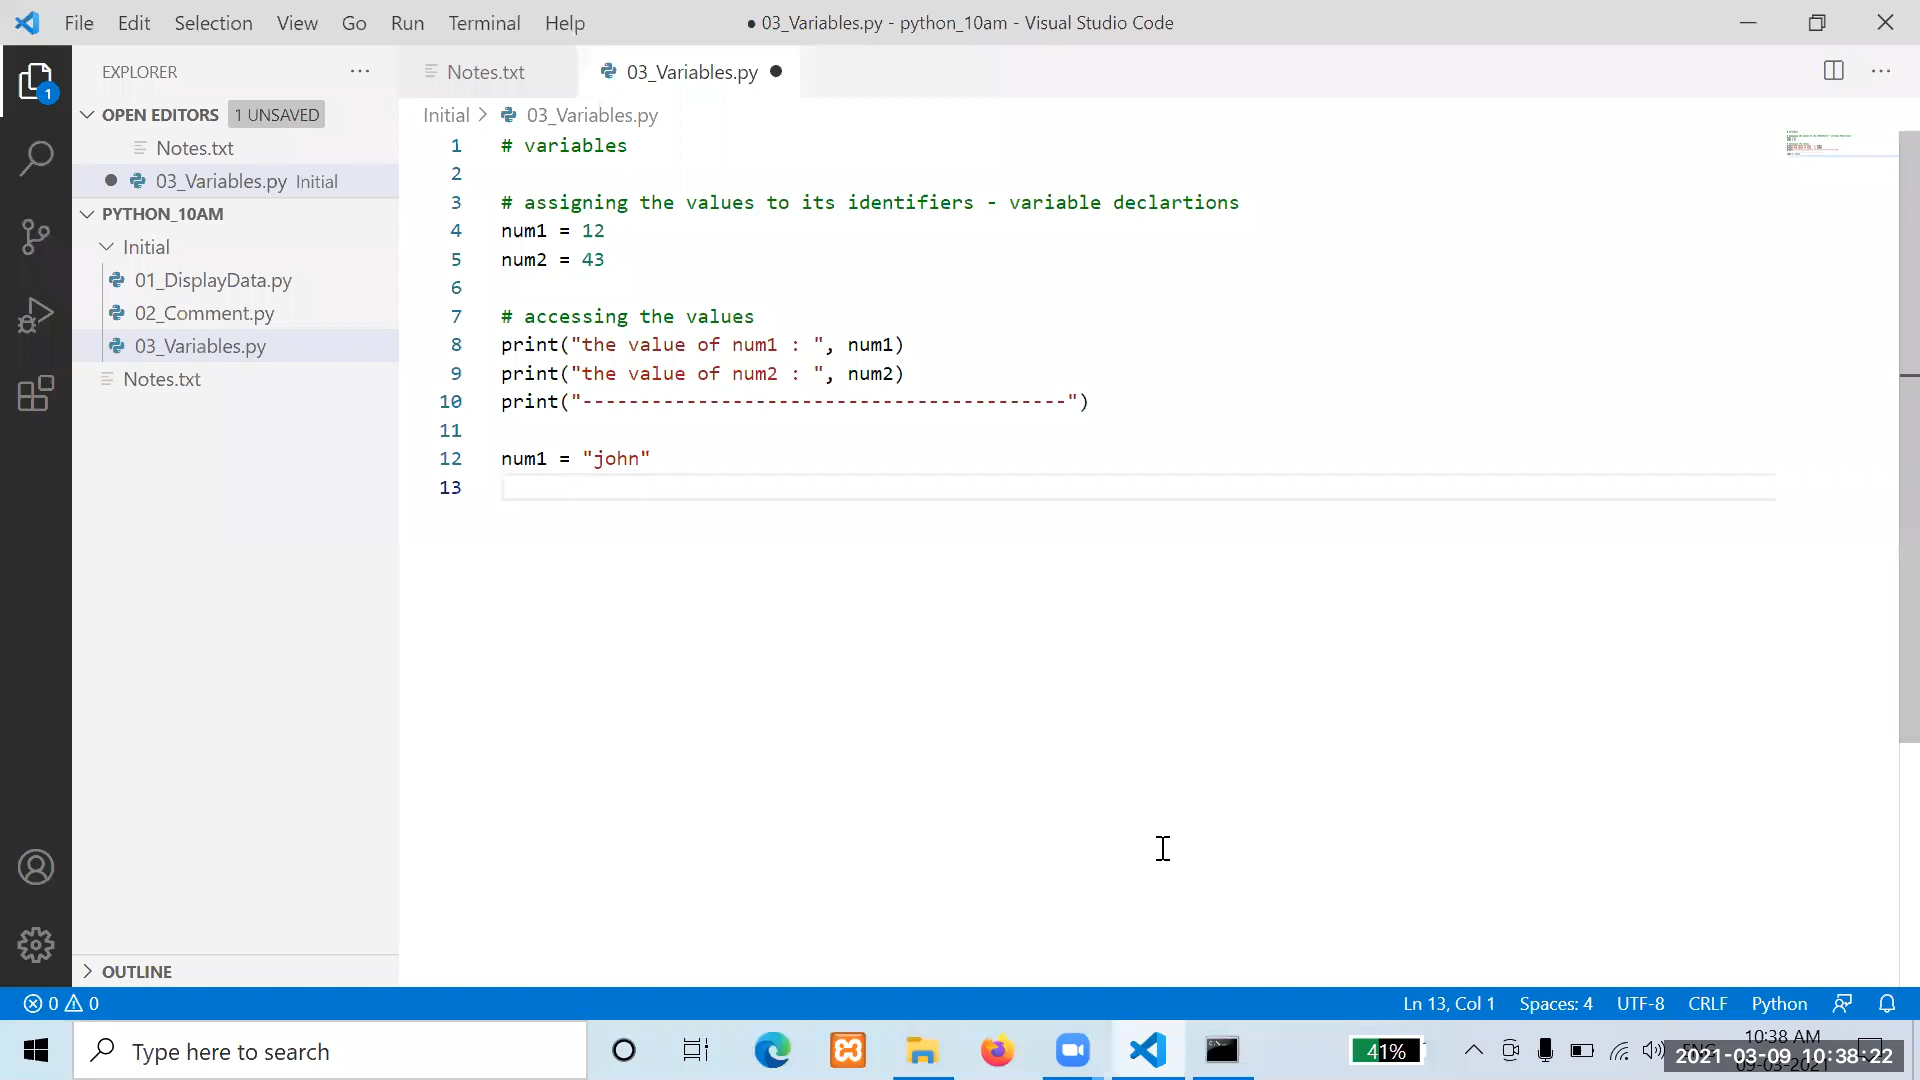 File Edit Selection View Go Run Terminal Help
● 03_Variables.py - python_10am - Visual Studio Code
EXPLORER
Notes.txt
03_Variables.py
OPEN EDITORS 1 UNSAVED
Notes.txt
03_Variables.py Initial
PYTHON_10AM
Initial
01_DisplayData.py
02_Comment.py
03_Variables.py
Notes.txt
OUTLINE
Initial > 03_Variables.py
1 # variables
2
3 # assigning the values to its identifiers - variable declartions
4 num1 = 12
5 num2 = 43
6
7 # accessing the values
8 print("the value of num1 : ", num1)
9 print("the value of num2 : ", num2)
10 print("------------------------------------------")
11
12 num1 = "john"
13
1
0 0
Ln 13, Col 1 Spaces: 4 UTF-8 CRLF Python
Type here to search
41%
10:38 AM
2021-03-09 10:38:22